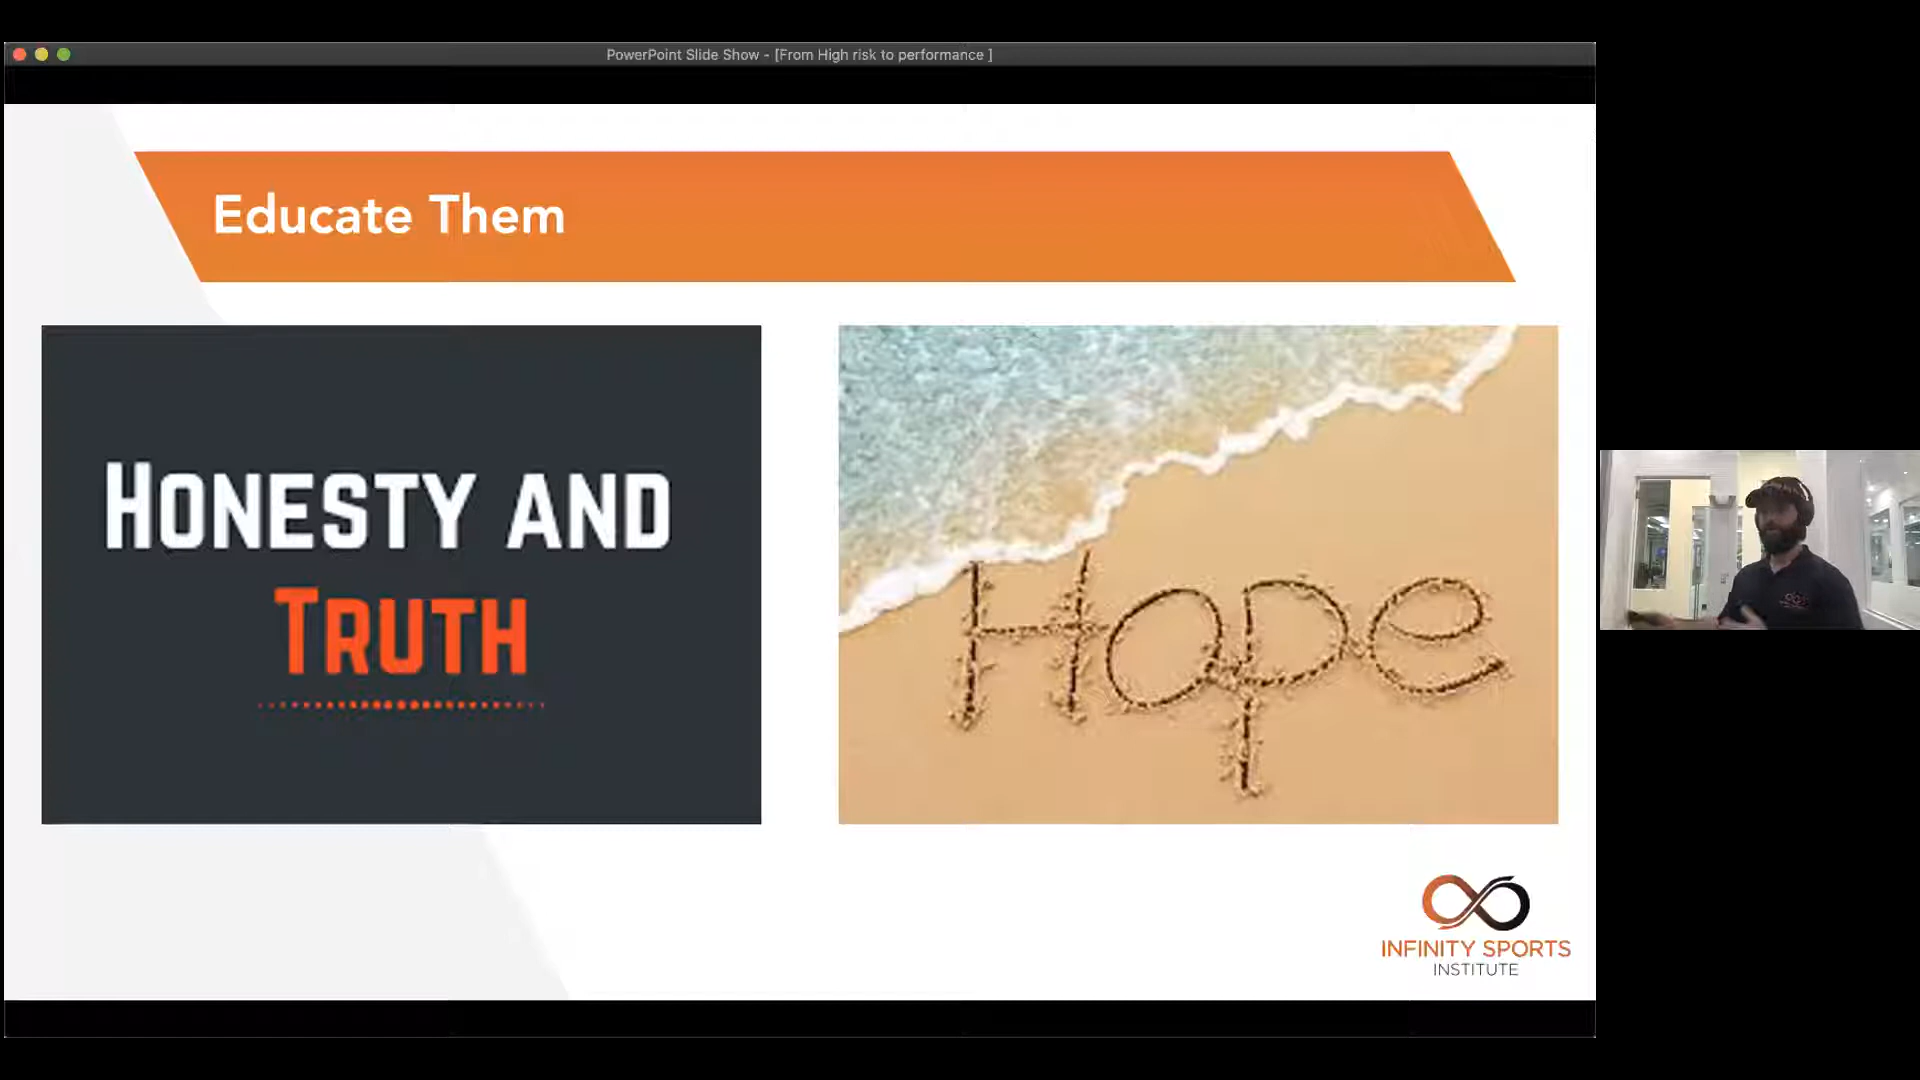 PowerPoint Slide Show - [From High risk to performance ]
Educate Them
HONESTY AND
TRUTH
Hope
INFINITY SPORTS
INSTITUTE